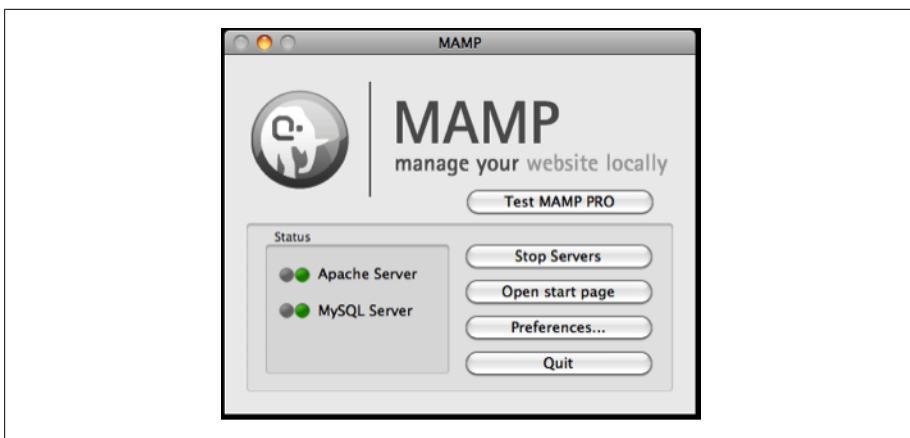 MAMP
MAMP
manage your website locally
Test MAMP PRO
Status
Apache Server
MySQL Server
Stop Servers
Open start page
Preferences...
Quit